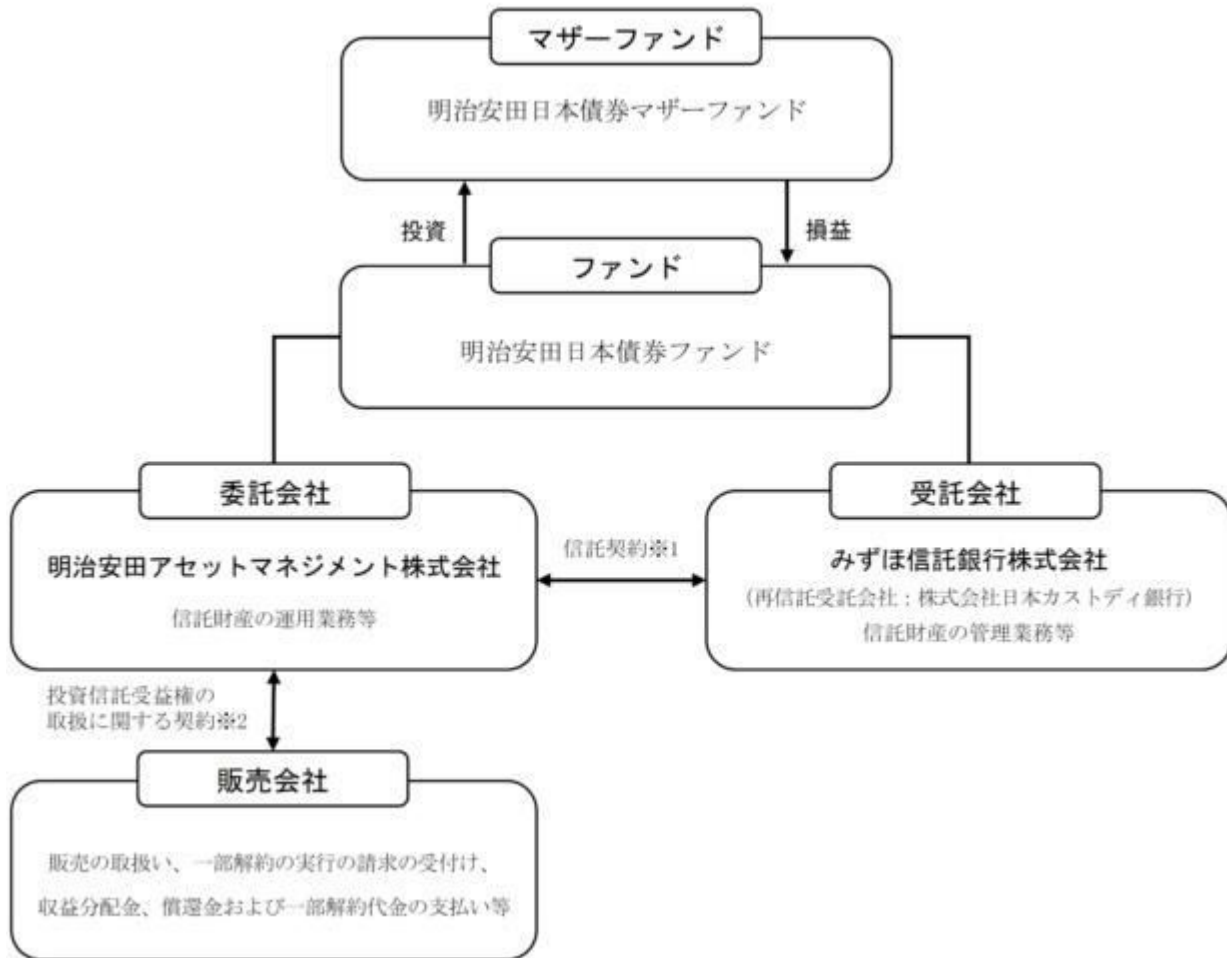 マザーファンド
明治安田日本債券マザーファンド
投資
損益
ファンド
明治安田日本債券ファンド
委託会社
明治安田アセットマネジメント株式会社
信託財産の運用業務等
信託契約※1
受託会社
みずほ信託銀行株式会社
(再信託受託会社：株式会社日本カストディ銀行)
信託財産の管理業務等
投資信託受益権の
取扱に関する契約※2
販売会社
販売の取扱い、一部解約の実行の請求の受付け、
収益分配金、償還金および一部解約代金の支払い等